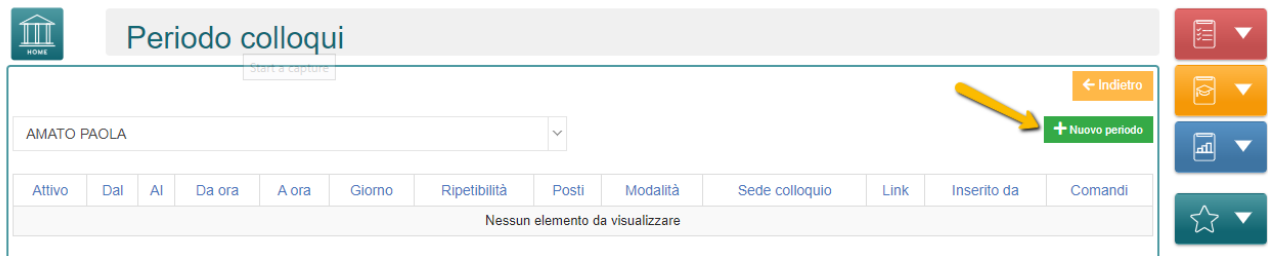 HOME
Periodo colloqui
Start a capture
Indietro
AMATO PAOLA
Nuovo periodo
Attivo Dal Al Da ora A ora Giorno Ripetibilità Posti Modalità Sede colloquio Link Inserito da Comandi
Nessun elemento da visualizzare